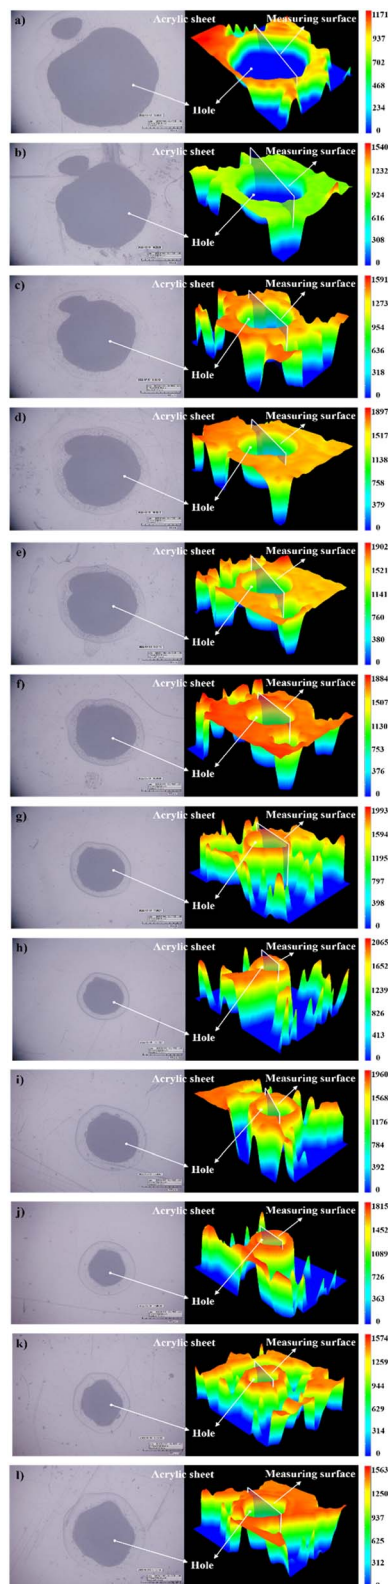 a) Acrylic sheet Measuring surface 1171
937
702
468
234
0
Hole
b) Acrylic sheet Measuring surface 1540
1232
924
616
308
0
Hole
c) Acrylic sheet Measuring surface 1591
1273
954
636
318
0
Hole
d) Acrylic sheet Measuring surface 1897
1517
1138
758
379
0
Hole
e) Acrylic sheet Measuring surface 1902
1521
1141
760
380
0
Hole
f) Acrylic sheet Measuring surface 1884
1507
1130
753
376
0
Hole
g) Acrylic sheet Measuring surface 1993
1594
1195
797
398
0
Hole
h) Acrylic sheet Measuring surface 2065
1652
1239
826
413
0
Hole
i) Acrylic sheet Measuring surface 1960
1568
1176
784
392
0
Hole
j) Acrylic sheet Measuring surface 1815
1452
1089
726
363
0
Hole
k) Acrylic sheet Measuring surface 1574
1259
944
629
314
0
Hole
l) Acrylic sheet Measuring surface 1563
1250
937
625
312
0
Hole